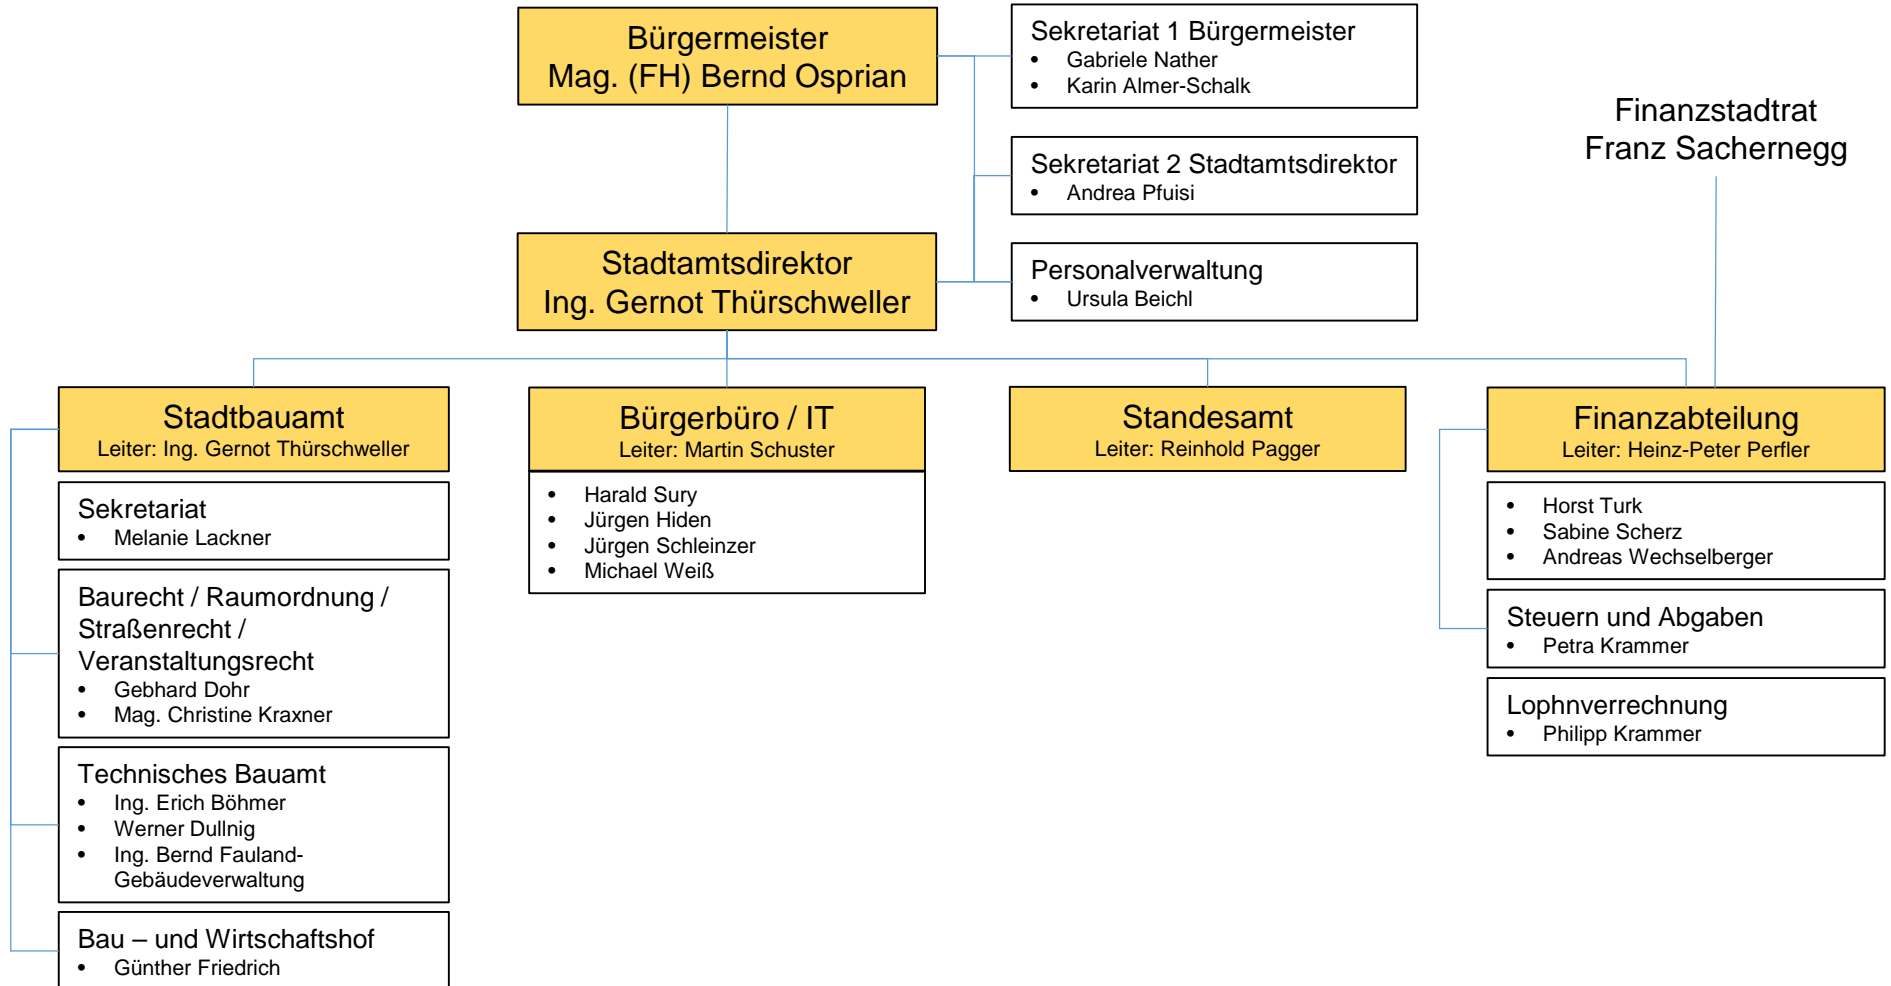 Bürgermeister
Mag. (FH) Bernd Osprian
Sekretariat 1 Bürgermeister
• Gabriele Nather
• Karin Almer-Schalk
Finanzstadtrat
Franz Sachernegg
Sekretariat 2 Stadtamtsdirektor
• Andrea Pfuisi
Stadtamtsdirektor
Ing. Gernot Thürschweller
Personalverwaltung
• Ursula Beichl
Stadtbauamt
Leiter: Ing. Gernot Thürschweller
Sekretariat
• Melanie Lackner
Baurecht / Raumordnung /
Straßenrecht /
Veranstaltungsrecht
• Gebhard Dohr
• Mag. Christine Kraxner
Technisches Bauamt
• Ing. Erich Böhmer
• Werner Dullnig
• Ing. Bernd Fauland-
Gebäudeverwaltung
Bau – und Wirtschaftshof
• Günther Friedrich
Bürgerbüro / IT
Leiter: Martin Schuster
• Harald Sury
• Jürgen Hiden
• Jürgen Schleinzer
• Michael Weiß
Standesamt
Leiter: Reinhold Pagger
Finanzabteilung
Leiter: Heinz-Peter Perfler
• Horst Turk
• Sabine Scherz
• Andreas Wechselberger
Steuern und Abgaben
• Petra Krammer
Lophnverrechnung
• Philipp Krammer